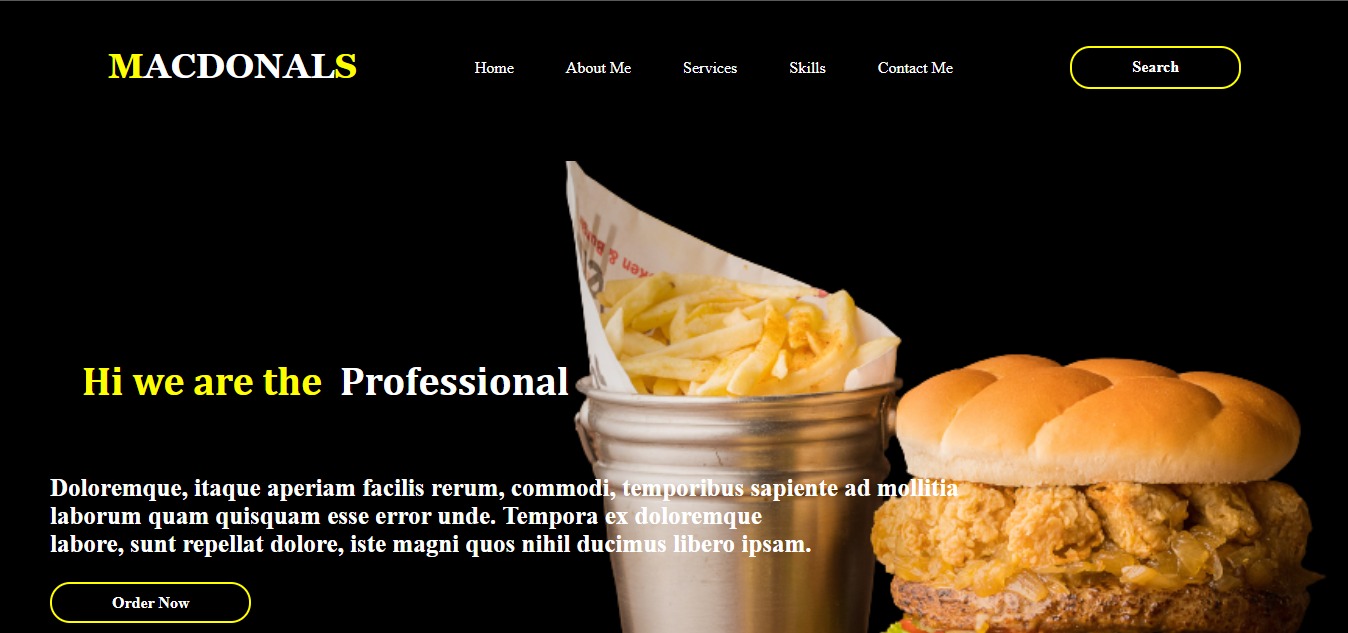 MACDONALS
Home About Me Services Skills Contact Me
Search
Hi we are the Professional
Doloremque, itaque aperiam facilis rerum, commodi, temporibus sapiente ad mollitia
laborum quam quisquam esse error unde. Tempora ex doloremque
labore, sunt repellat dolore, iste magni quos nihil ducimus libero ipsam.
Order Now